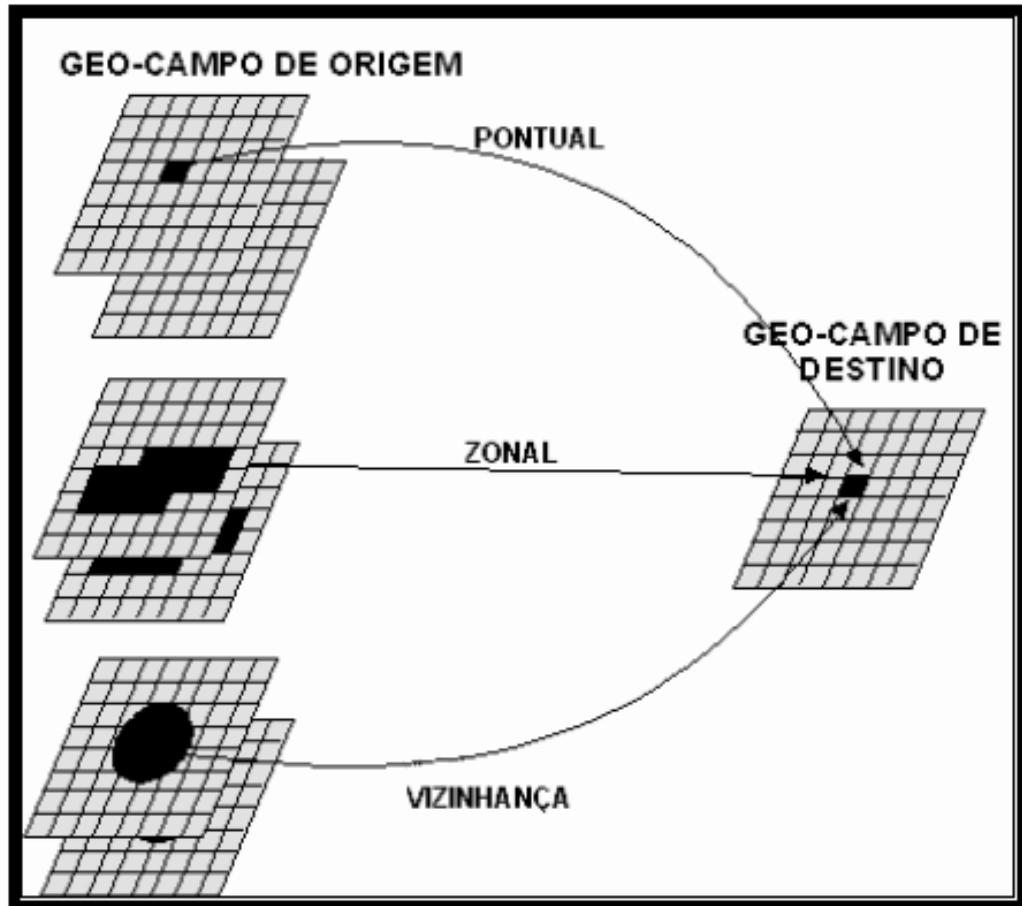 GEO-CAMPO DE ORIGEM
PONTUAL
GEO-CAMPO DE
DESTINO
ZONAL
VIZINHANÇA